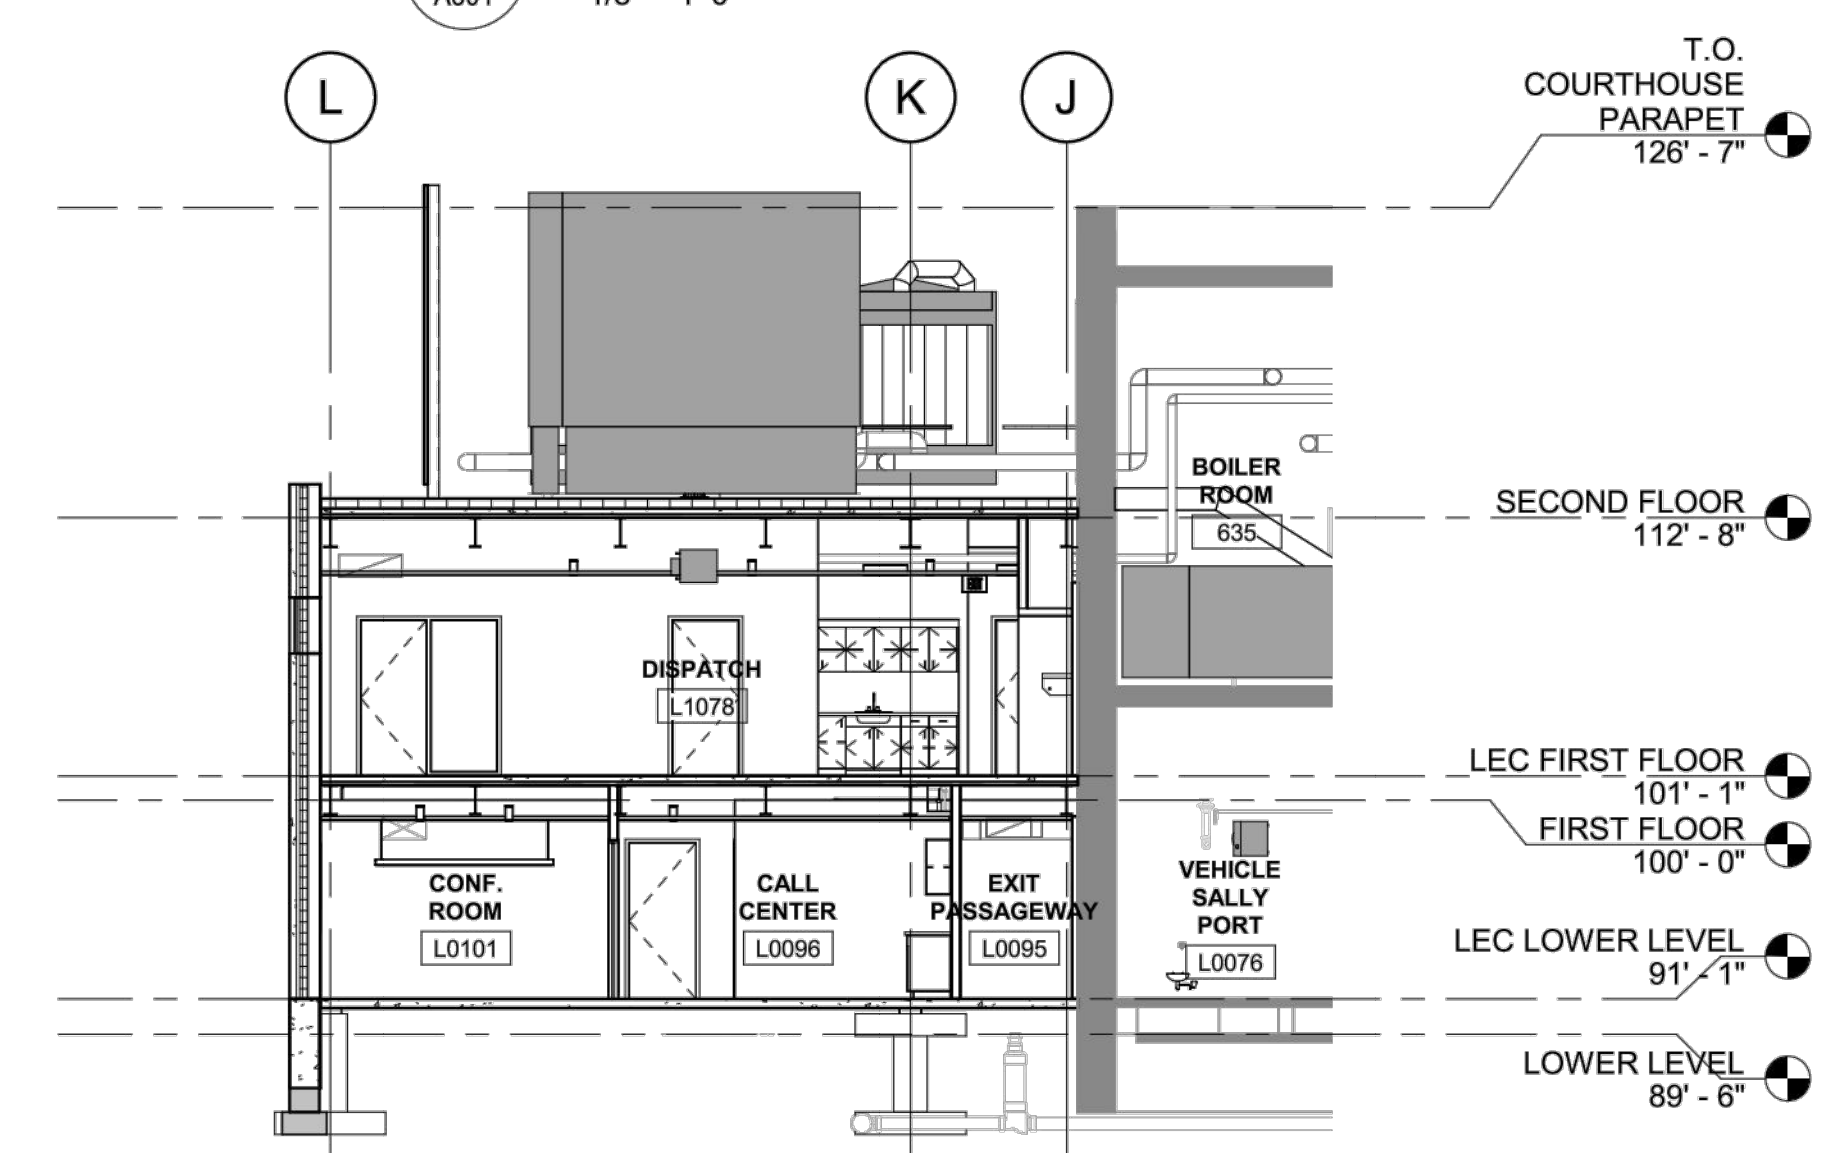 L
K
J
T.O.
COURTHOUSE
PARAPET
126' - 7"
BOILER
ROOM
635
SECOND FLOOR
112' - 8"
DISPATCH
L1078
LEC FIRST FLOOR
101' - 1"
FIRST FLOOR
100' - 0"
CONF.
ROOM
L0101
CALL
CENTER
L0096
EXIT
PASSAGEWAY
L0095
VEHICLE
SALLY
PORT
L0076
LEC LOWER LEVEL
91' - 1"
LOWER LEVEL
89' - 6"